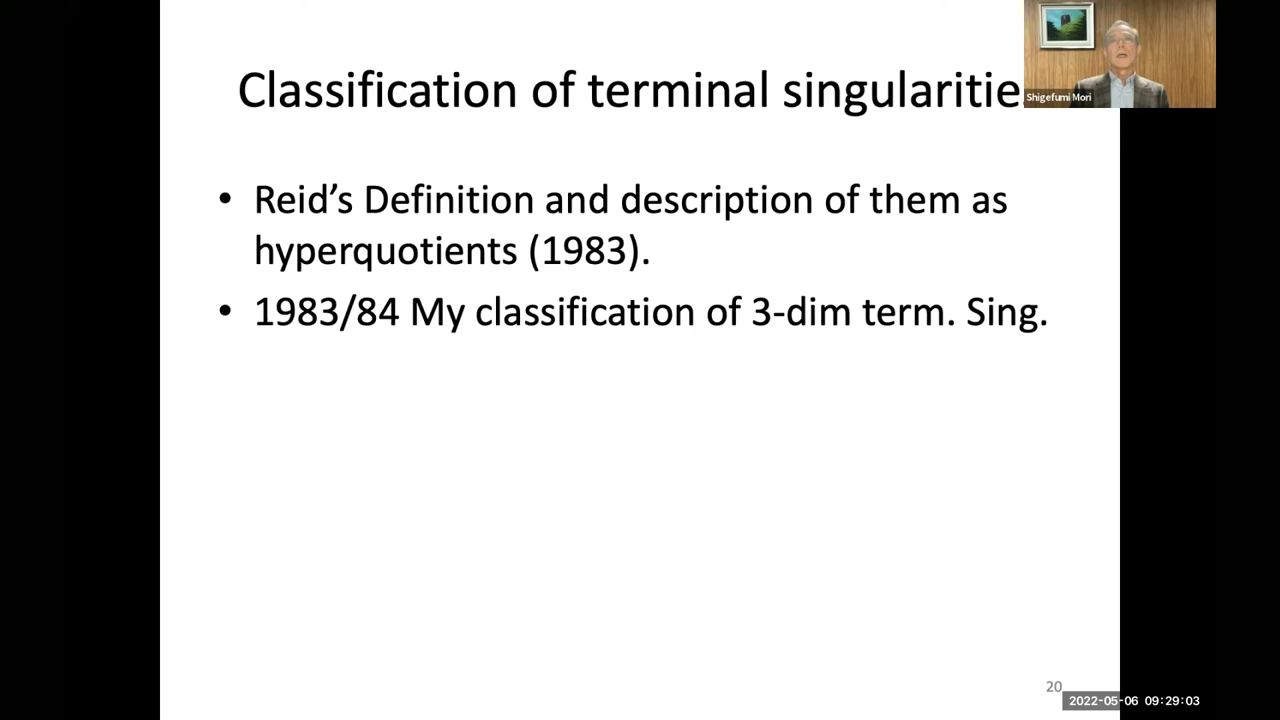 Classification of terminal singularitie
Shigefumi Mori
• Reid’s Definition and description of them as
hyperquotients (1983).
• 1983/84 My classification of 3-dim term. Sing.
20
2022-05-06 09:29:03